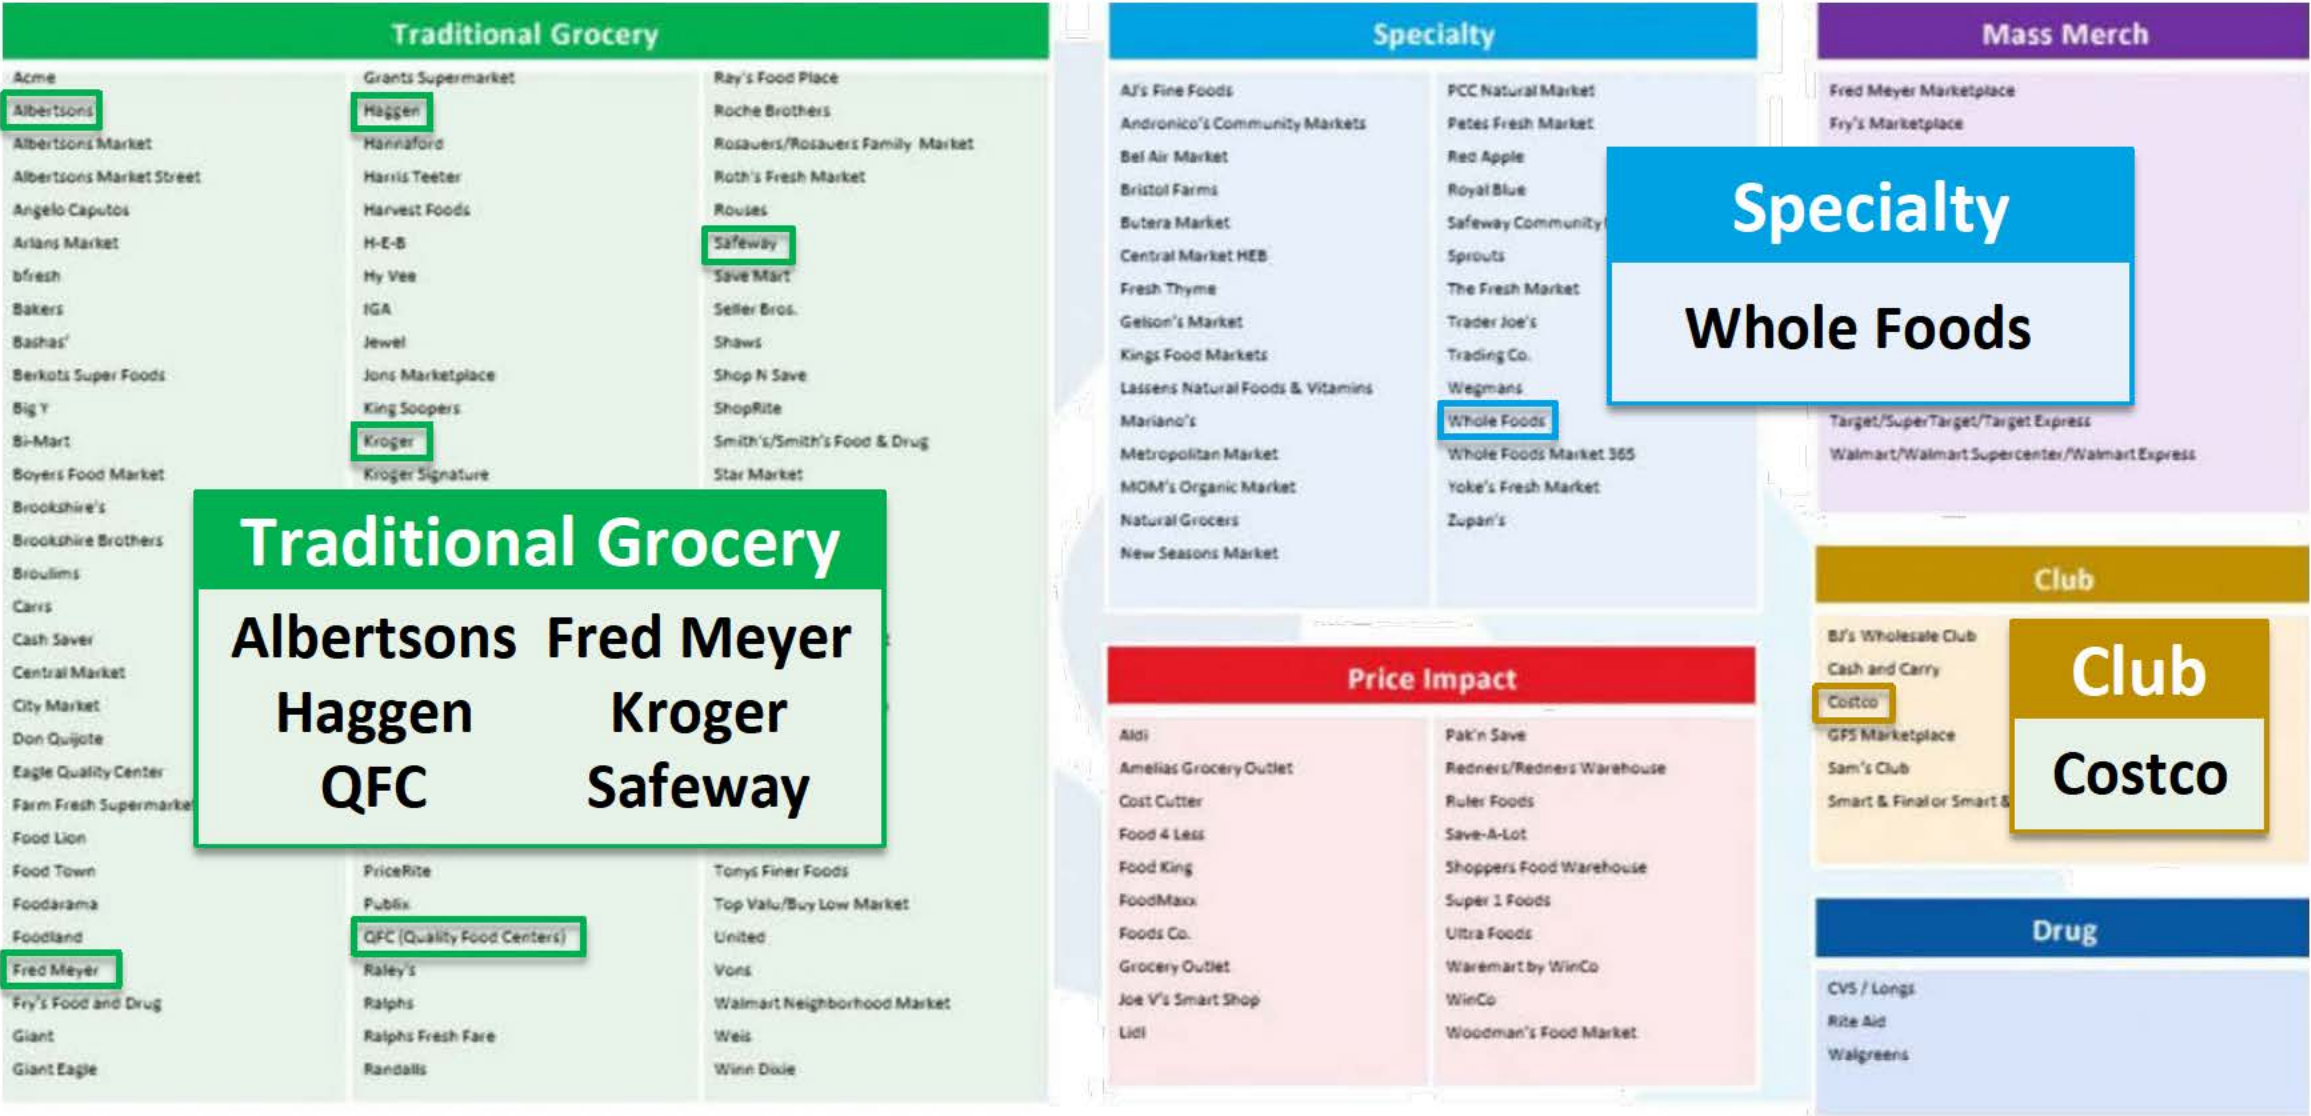 Traditional Grocery
Acme
Albertsons
Albertsons Market
Albertsons Market Street
Angelo Caputos
Arlans Market
bfresh
Bakers
Bashas'
Berkots Super Foods
Big Y
Bi-Mart
Boyers Food Market
Brookshire's
Brookshire Brothers
Broulims
Carrs
Cash Saver
Central Market
City Market
Don Quijote
Eagle Quality Center
Farm Fresh Supermarke
Food Lion
Food Town
Foodarama
Foodland
Fred Meyer
Fry's Food and Drug
Giant
Giant Eagle
Grants Supermarket
Haggen
Hannaford
Harris Teeter
Harvest Foods
H-E-B
Hy Vee
IGA
Jewel
Jons Marketplace
King Soopers
Kroger
Kroger Signature
PriceRite
Publix
QFC (Quality Food Centers)
Raley's
Ralphs
Ralphs Fresh Fare
Randalls
Ray's Food Place
Roche Brothers
Rosauers/Rosauers Family Market
Roth's Fresh Market
Rouses
Safeway
Save Mart
Seller Bros.
Shaws
Shop N Save
ShopRite
Smith's/Smith's Food & Drug
Star Market
Tonys Finer Foods
Top Valu/Buy Low Market
United
Vons
Walmart Neighborhood Market
Weis
Winn Dixie
Traditional Grocery
Albertsons Fred Meyer
Haggen Kroger
QFC Safeway
Specialty
AJ's Fine Foods
Andronico's Community Markets
Bel Air Market
Bristol Farms
Butera Market
Central Market HEB
Fresh Thyme
Gelson's Market
Kings Food Markets
Lassens Natural Foods & Vitamins
Mariano's
Metropolitan Market
MOM's Organic Market
Natural Grocers
New Seasons Market
PCC Natural Market
Petes Fresh Market
Red Apple
Royal Blue
Safeway Community
Sprouts
The Fresh Market
Trader Joe's
Trading Co.
Wegmans
Whole Foods
Whole Foods Market 365
Yoke's Fresh Market
Zupan's
Specialty
Whole Foods
Mass Merch
Fred Meyer Marketplace
Fry's Marketplace
Target/SuperTarget/Target Express
Walmart/Walmart Supercenter/Walmart Express
Price Impact
Aldi
Amelias Grocery Outlet
Cost Cutter
Food 4 Less
Food King
FoodMaxx
Foods Co.
Grocery Outlet
Joe V's Smart Shop
Lidl
Pak'n Save
Redners/Redners Warehouse
Ruler Foods
Save-A-Lot
Shoppers Food Warehouse
Super 1 Foods
Ultra Foods
Waremart by WinCo
WinCo
Woodman's Food Market
Club
BJ's Wholesale Club
Cash and Carry
Costco
GFS Marketplace
Sam's Club
Smart & Final or Smart &
Club
Costco
Drug
CVS / Longs
Rite Aid
Walgreens